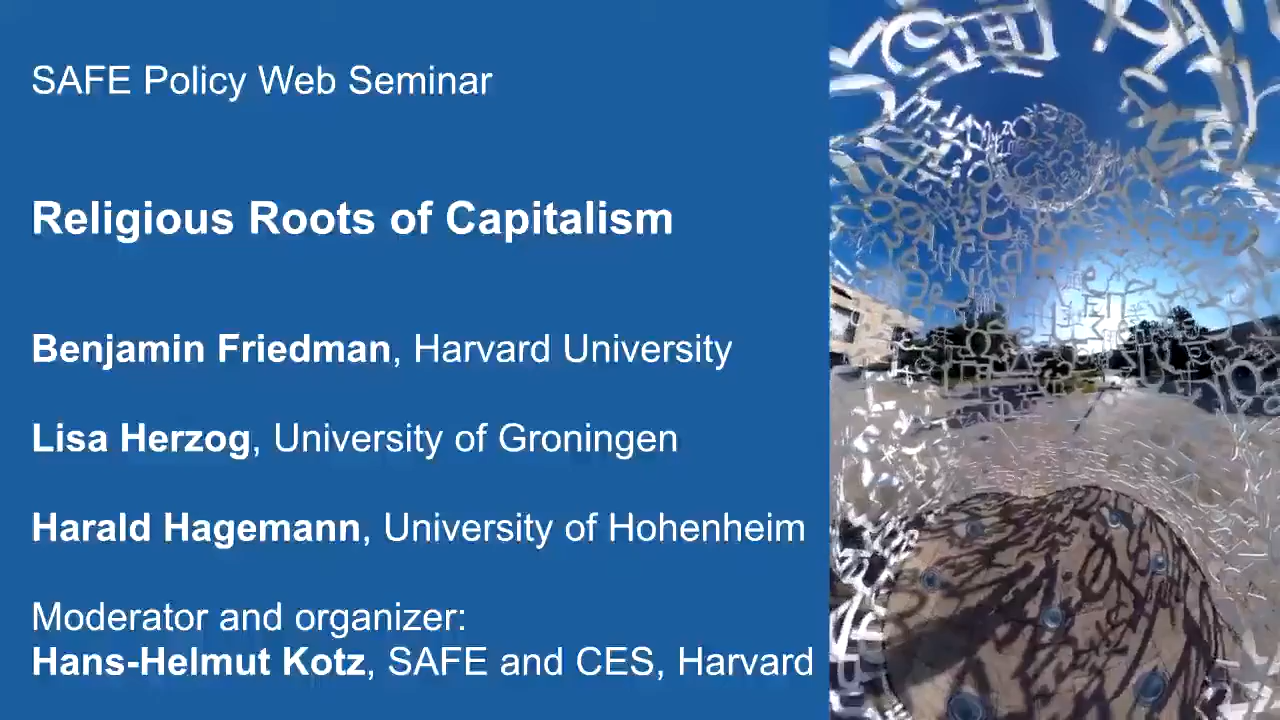 SAFE Policy Web Seminar
Religious Roots of Capitalism
Benjamin Friedman, Harvard University
Lisa Herzog, University of Groningen
Harald Hagemann, University of Hohenheim
Moderator and organizer:
Hans-Helmut Kotz, SAFE and CES, Harvard